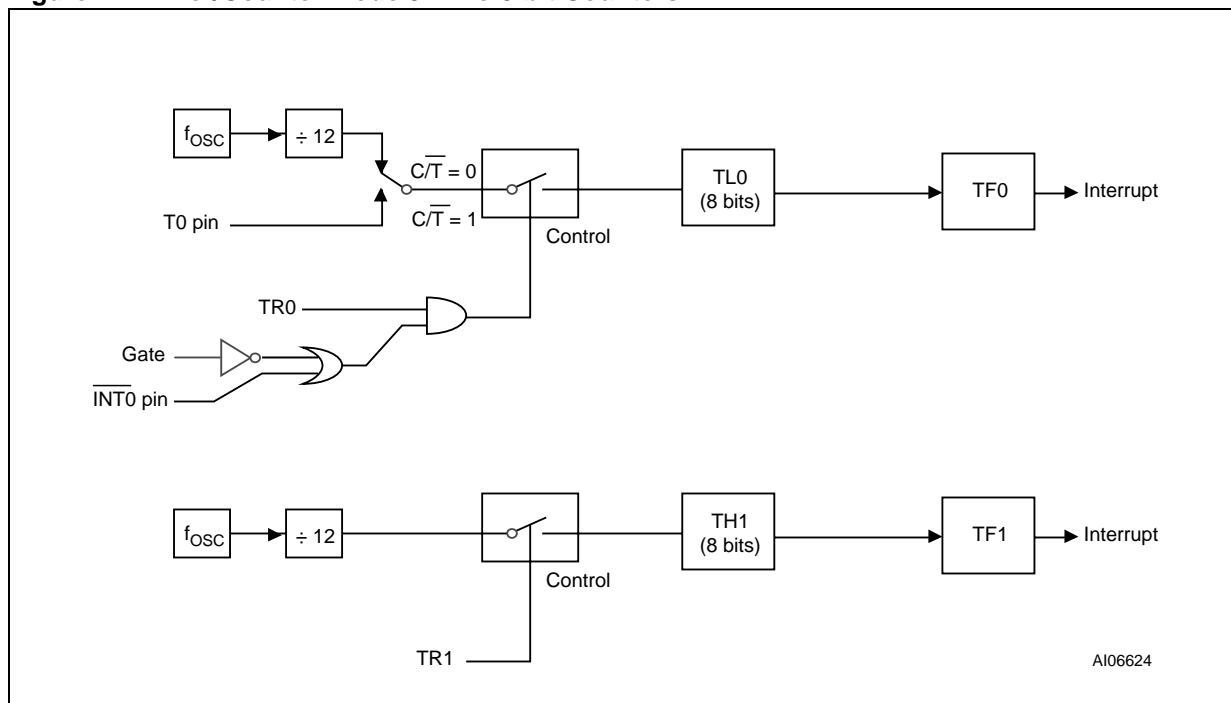 fOSC
÷ 12
C/T = 0
C/T = 1
T0 pin
Control
TL0
(8 bits)
TF0
Interrupt
TR0
Gate
INT0 pin
fOSC
÷ 12
Control
TH1
(8 bits)
TF1
Interrupt
TR1
AI06624